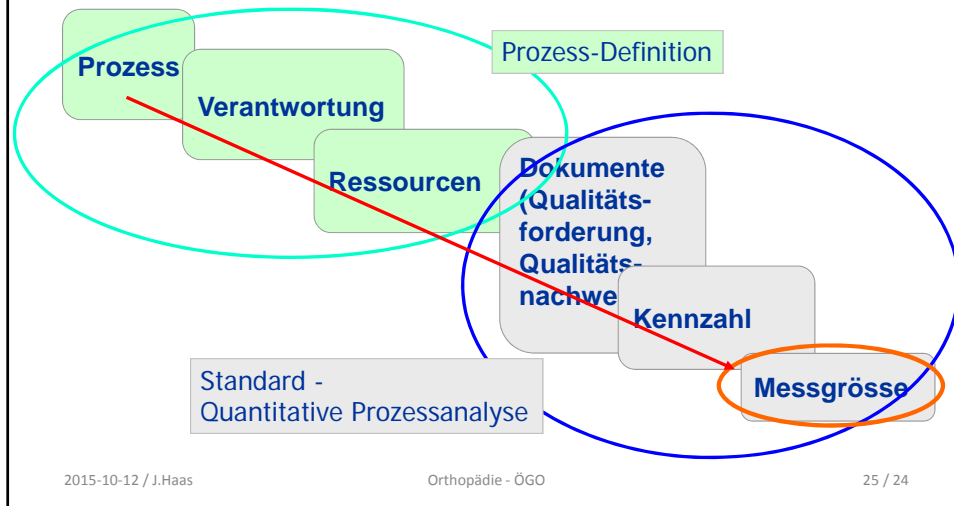 Prozess
Prozess-Definition
Verantwortung
Ressourcen
Dokumente
(Qualitäts-
forderung,
Qualitäts-
nachwe
Kennzahl
Messgrösse
Standard -
Quantitative Prozessanalyse
2015-10-12 / J.Haas
Orthopädie - ÖGO
25 / 24